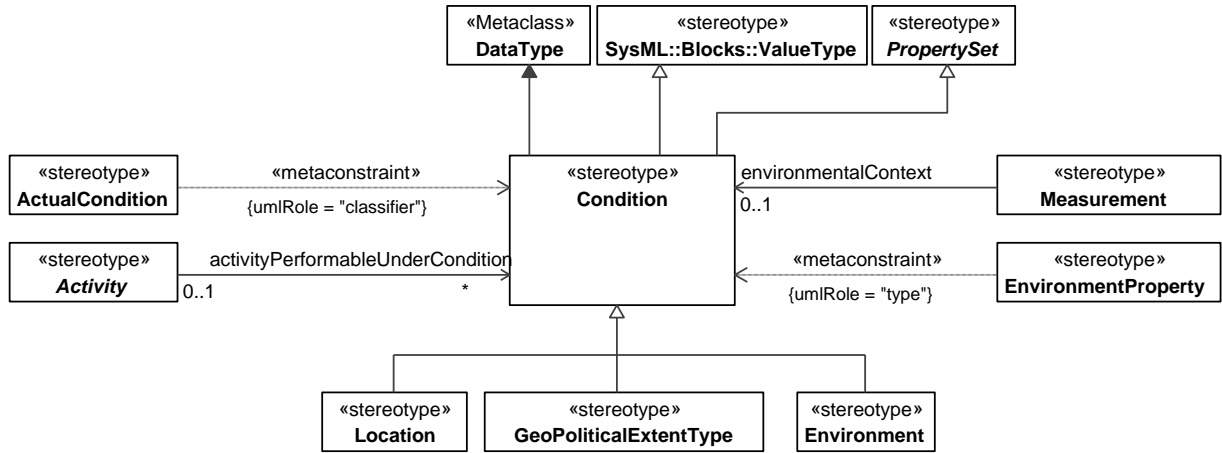 «Metaclass»
DataType
«stereotype»
SysML::Blocks::ValueType
«stereotype»
PropertySet
«stereotype»
ActualCondition
«metaconstraint»
{umlRole = "classifier"}
«stereotype»
Condition
environmentalContext
0..1
«stereotype»
Measurement
«stereotype»
Activity
activityPerformableUnderCondition
0..1
*
«metaconstraint»
{umlRole = "type"}
«stereotype»
EnvironmentProperty
«stereotype»
Location
«stereotype»
GeoPoliticalExtentType
«stereotype»
Environment